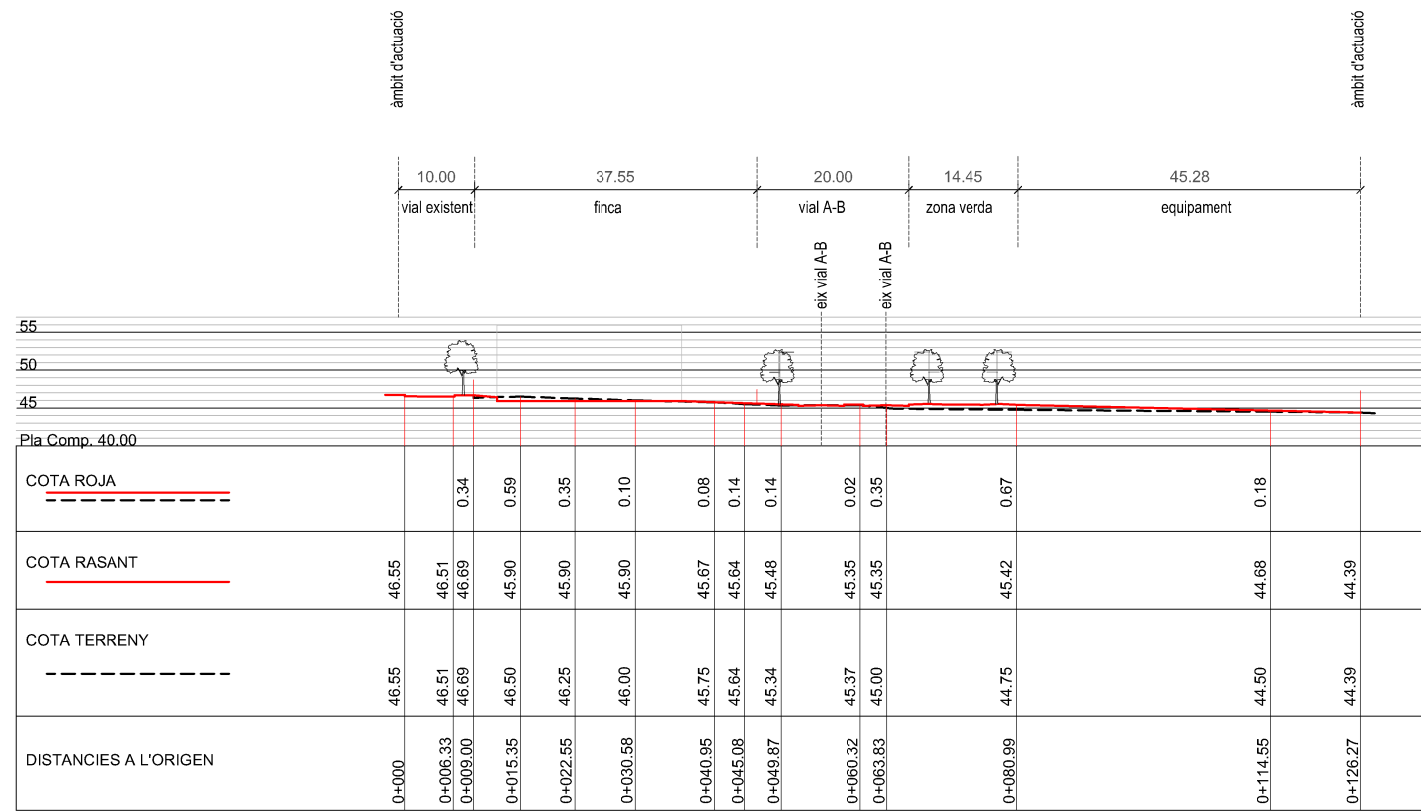 àmbit d'actuació
àmbit d'actuació
10.00 37.55 20.00 14.45 45.28
vial existent finca vial A-B zona verda equipament
eix vial A-B
eix vial A-B
55
50
45
Pla Comp. 40.00
COTA ROJA
0.34 0.59 0.35 0.10 0.08 0.14 0.14 0.02 0.35 0.67 0.18
COTA RASANT
46.55 46.51 46.69 45.90 45.90 45.90 45.67 45.64 45.48 45.35 45.35 45.42 44.68 44.39
COTA TERRENY
46.55 46.51 46.69 46.50 46.25 46.00 45.75 45.64 45.34 45.37 45.00 44.75 44.50 44.39
DISTANCIES A L'ORIGEN
0+000 0+006.33 0+009.00 0+015.35 0+022.55 0+030.58 0+040.95 0+045.08 0+049.87 0+060.32 0+063.83 0+080.99 0+114.55 0+126.27